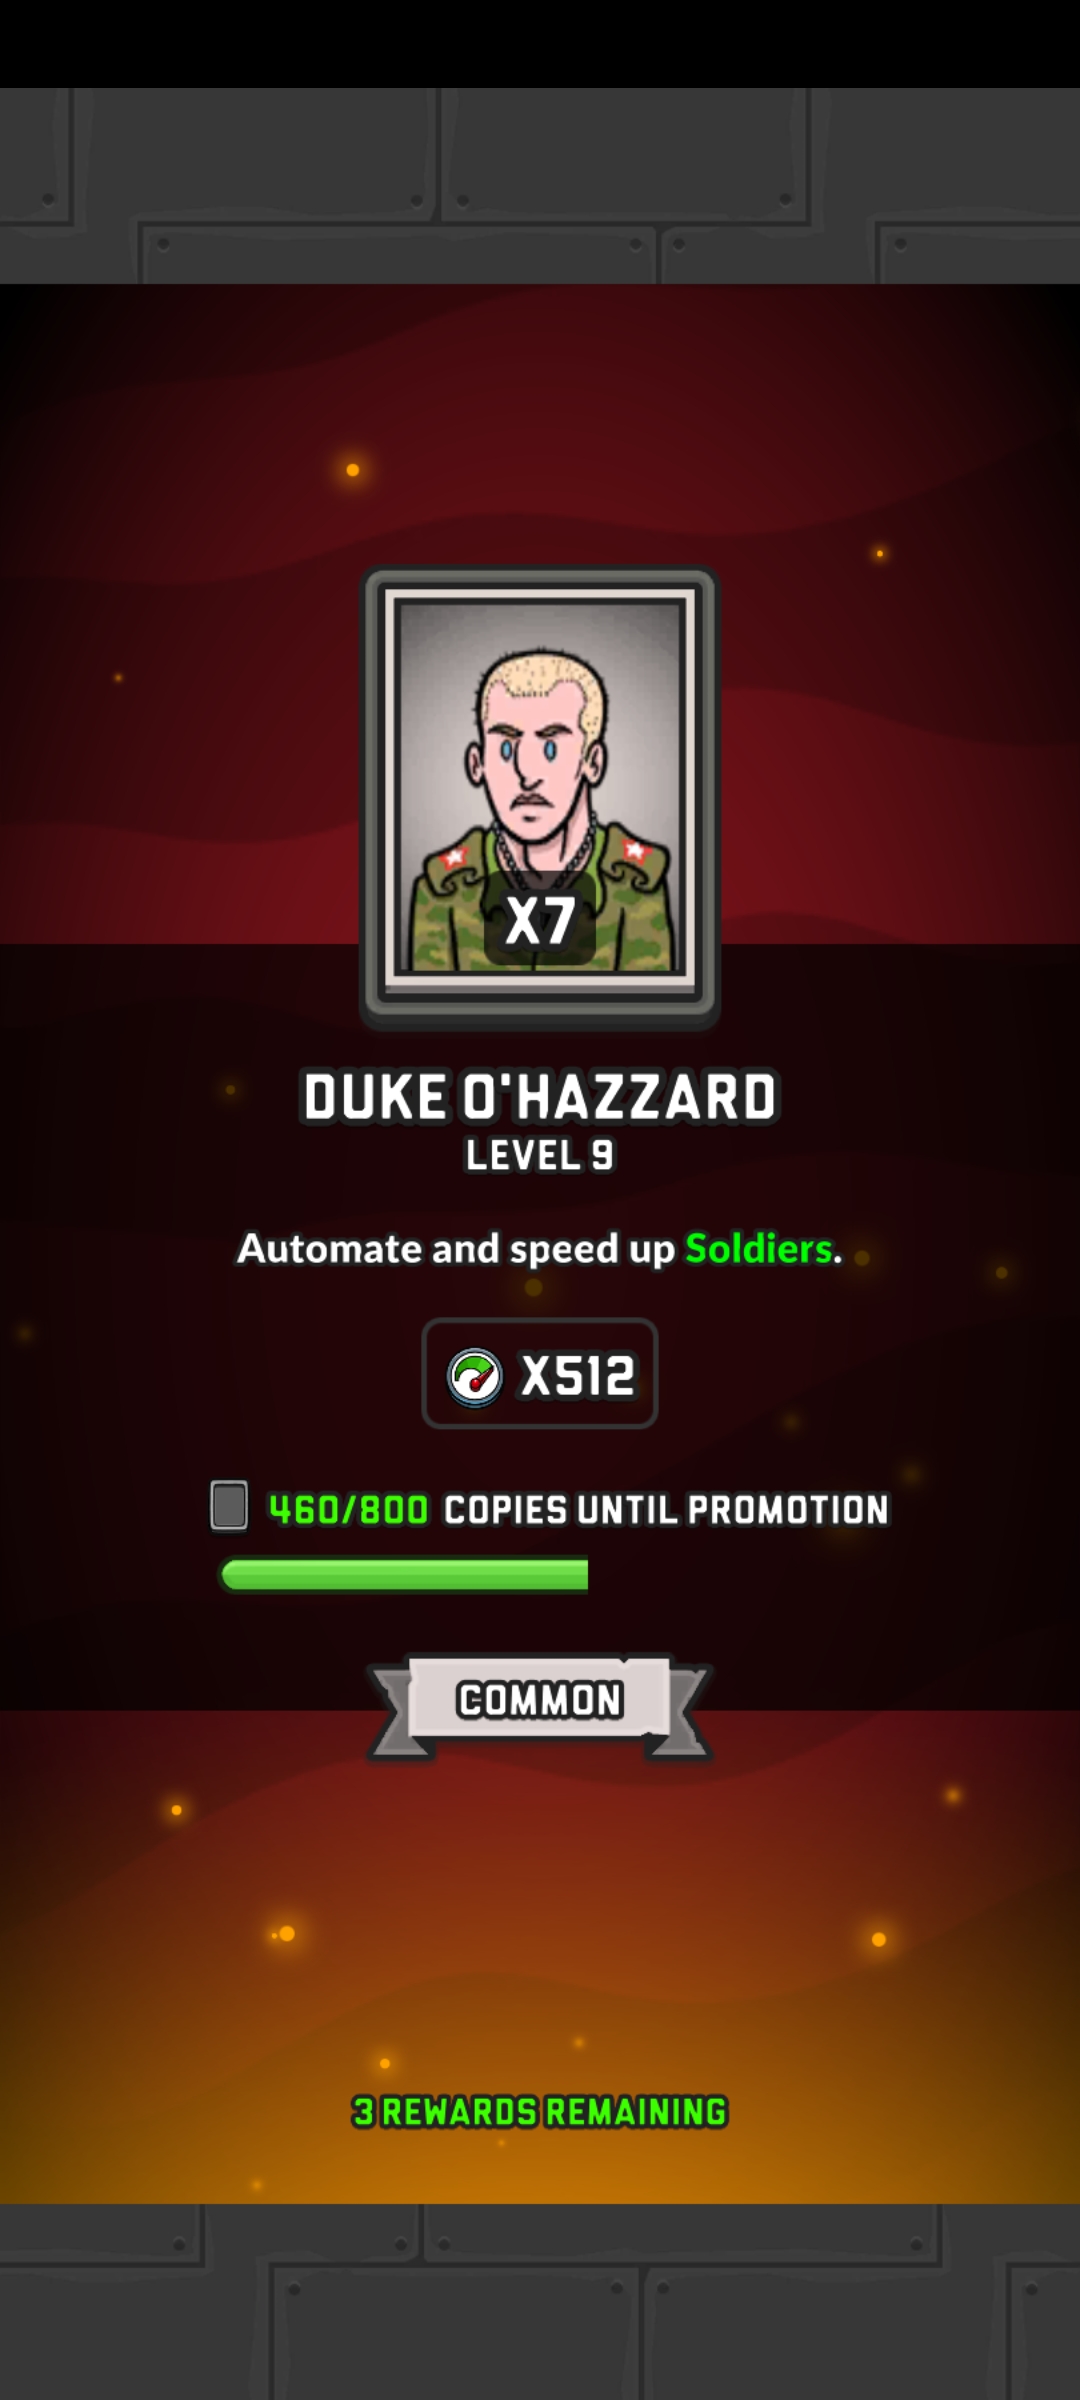 X7
DUKE O'HAZZARD
LEVEL 9
Automate and speed up Soldiers.
X512
460/800 COPIES UNTIL PROMOTION
COMMON
3 REWARDS REMAINING